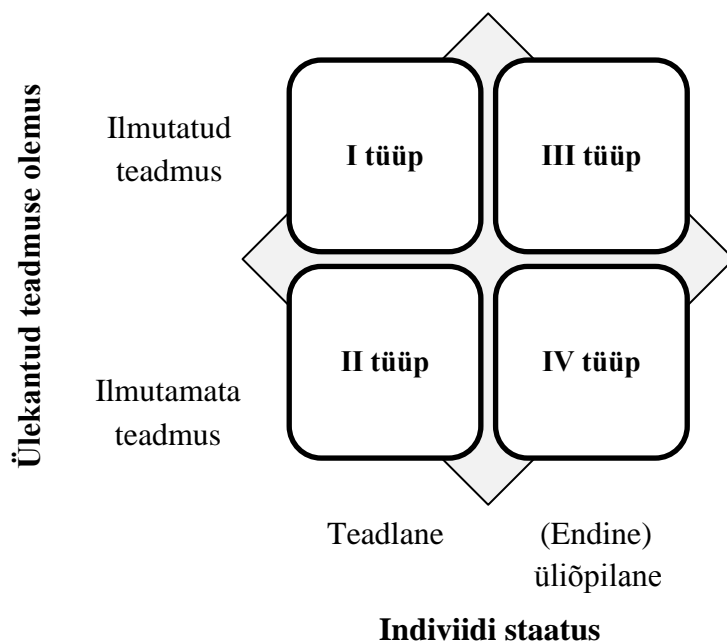 Ülekantud teadmuse olemus
Ilmutatud
teadmus
I tüüp
III tüüp
Ilmutamata
teadmus
II tüüp
IV tüüp
Teadlane
(Endine)
üliõpilane
Indiviidi staatus